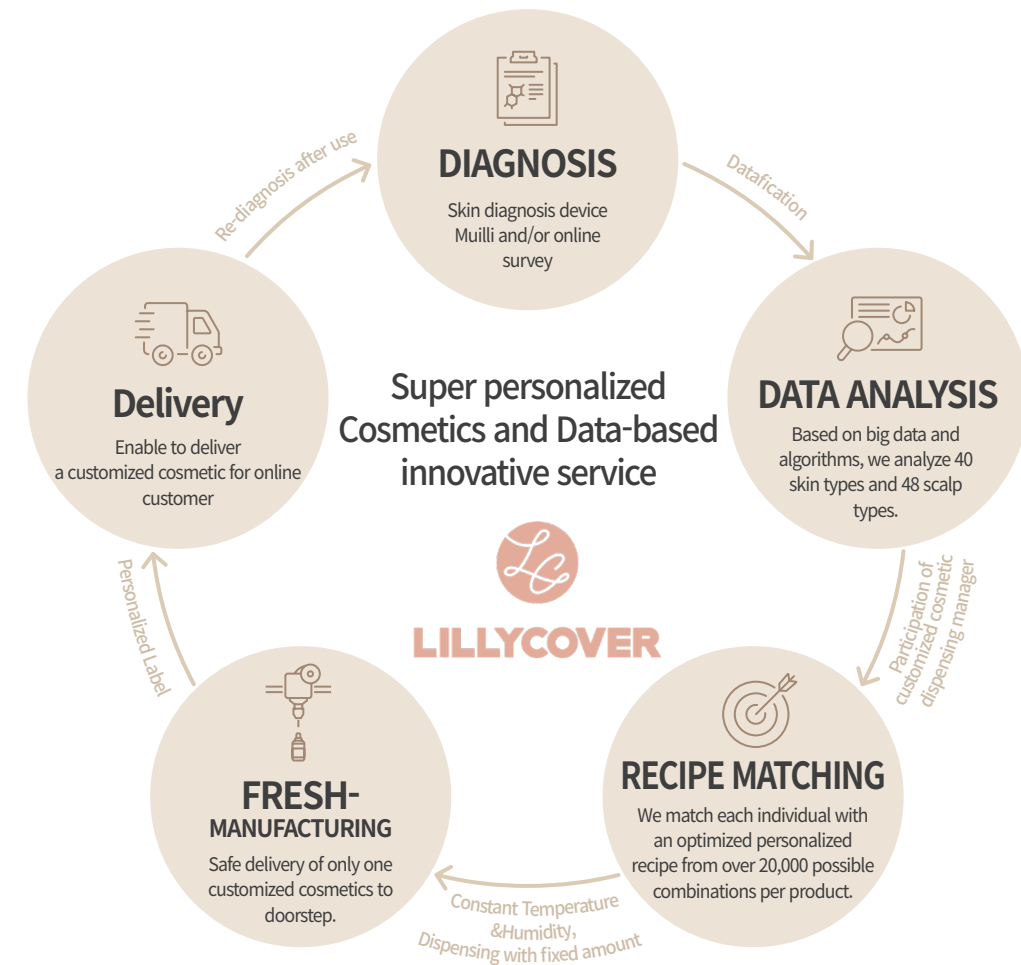 DIAGNOSIS
Skin diagnosis device
Muilli and/or online
survey
Datafication
DATA ANALYSIS
Based on big data and
algorithms, we analyze 40
skin types and 48 scalp
types.
Participation of
customized cosmetic
dispensing manager
RECIPE MATCHING
We match each individual with
an optimized personalized
recipe from over 20,000 possible
combinations per product.
Constant Temperature
&Humidity,
Dispensing with fixed amount
FRESH-
MANUFACTURING
Safe delivery of only one
customized cosmetics to
doorstep.
Personalized Label
Delivery
Enable to deliver
a customized cosmetic for online
customer
Re-diagnosis after use
Super personalized
Cosmetics and Data-based
innovative service
LC
LILLYCOVER